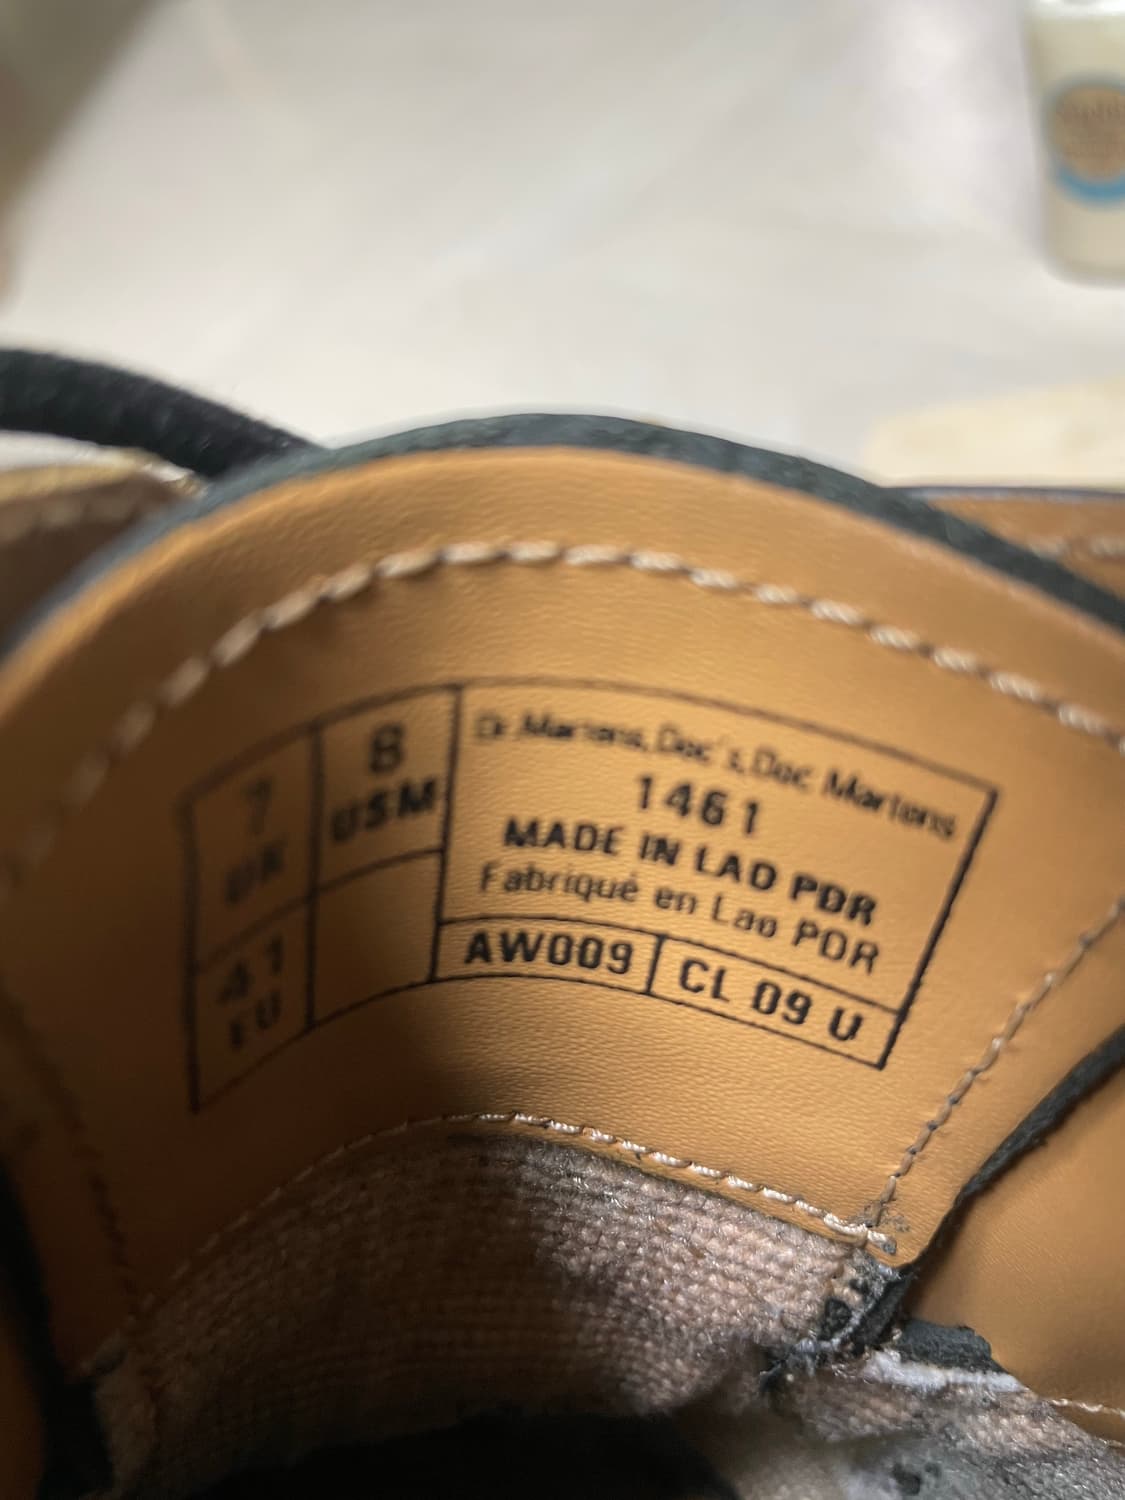 7
UK
8
USM
41
EU
Dr. Martens, Doc's, Doc Martens
1461
MADE IN LAO PDR
Fabriqué en Lao PDR
AW009
CL 09 U